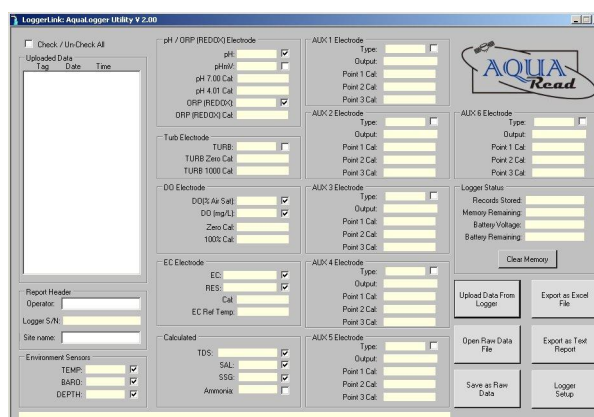 LoggerLink: AquaLogger Utility V 2.00
Check / Un-Check All
Uploaded Data
Tag Date Time
Report Header
Operator:
Logger S/N:
Site name:
Environment Sensors
TEMP:
BARO:
DEPTH:
pH / ORP (REDOX) Electrode
pH:
pHmV:
pH 7.00 Cal:
pH 4.01 Cal:
ORP (REDOX):
ORP (REDOX) Cal:
Turb Electrode
TURB:
TURB Zero Cal:
TURB 1000 Cal:
DO Electrode
DO(% Air Sat):
DO (mg/L):
Zero Cal:
100% Cal:
EC Electrode
EC:
RES:
Cal:
EC Ref Temp:
Calculated
TDS:
SAL:
SSG:
Ammonia:
AUX 1 Electrode
Type:
Output:
Point 1 Cal:
Point 2 Cal:
Point 3 Cal:
AUX 2 Electrode
Type:
Output:
Point 1 Cal:
Point 2 Cal:
Point 3 Cal:
AUX 3 Electrode
Type:
Output:
Point 1 Cal:
Point 2 Cal:
Point 3 Cal:
AUX 4 Electrode
Type:
Output:
Point 1 Cal:
Point 2 Cal:
Point 3 Cal:
AUX 5 Electrode
Type:
Output:
Point 1 Cal:
Point 2 Cal:
Point 3 Cal:
AQUA
Read
AUX 6 Electrode
Type:
Output:
Point 1 Cal:
Point 2 Cal:
Point 3 Cal:
Logger Status
Records Stored:
Memory Remaining:
Battery Voltage:
Battery Remaining:
Clear Memory
Upload Data From
Logger
Export as Excel
File
Open Raw Data
File
Export as Text
Report
Save as Raw
Data
Logger
Setup